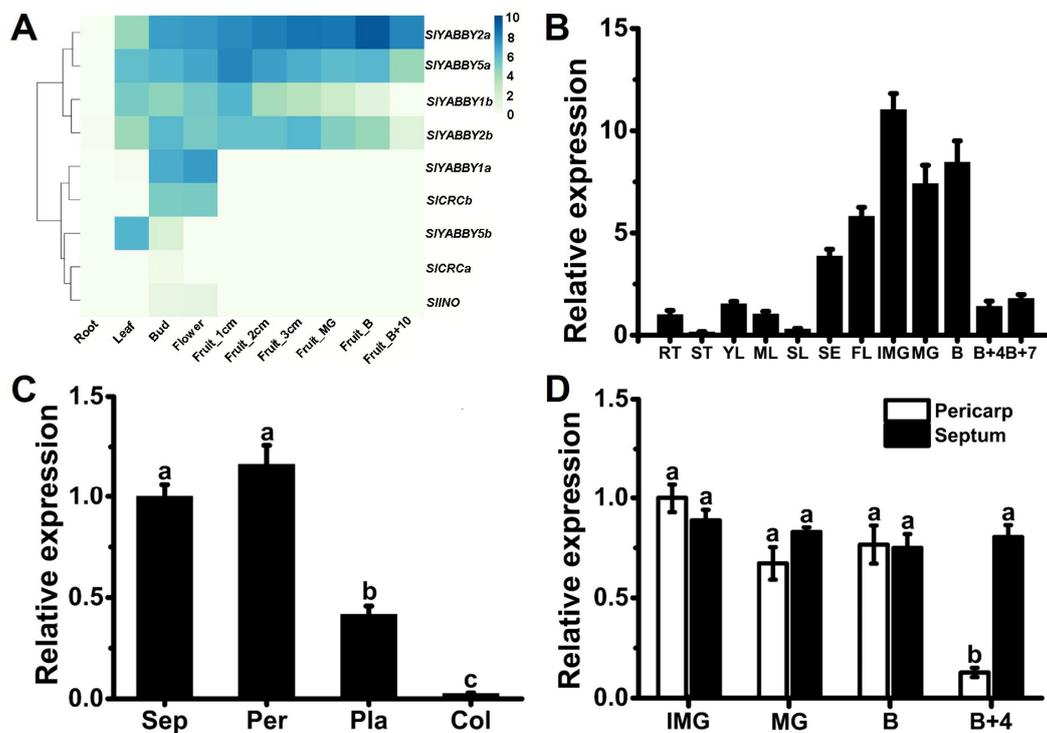 A
10
8
6
4
2
0
SlYABBY2a
SlYABBY5a
SlYABBY1b
SlYABBY2b
SlYABBY1a
SlCRCb
SlYABBY5b
SlCRCa
SlINO
Root
Leaf
Bud
Flower
Fruit_1cm
Fruit_2cm
Fruit_3cm
Fruit_MG
Fruit_B
Fruit_B+10
B
Relative expression
15
10
5
0
RT ST YL ML SL SE FL IMG MG B B+4 B+7
C
Relative expression
1.5
1.0
0.5
0.0
a
a
b
c
Sep Per Pla Col
D
Relative expression
1.5
1.0
0.5
0.0
Pericarp
Septum
a a
a a
a a
b a
IMG MG B B+4